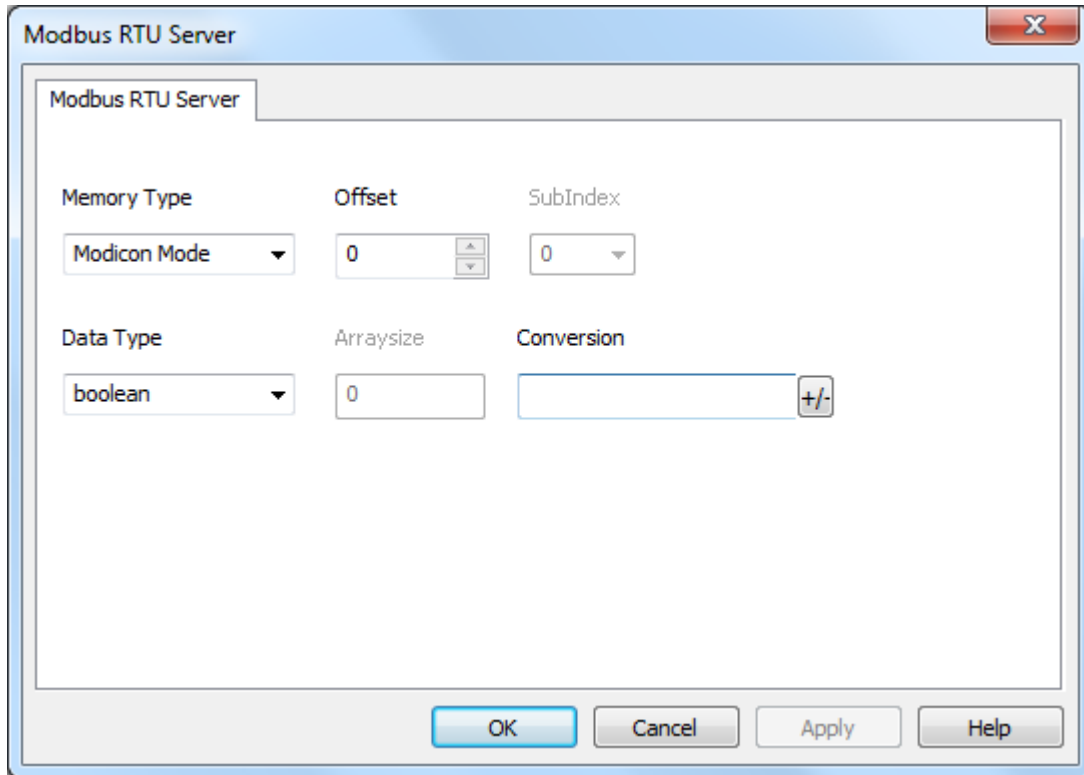 Modbus RTU Server
Modbus RTU Server
Memory Type Offset SubIndex
Modicon Mode 0 0
Data Type Arraysize Conversion
boolean 0 +/-
OK Cancel Apply Help